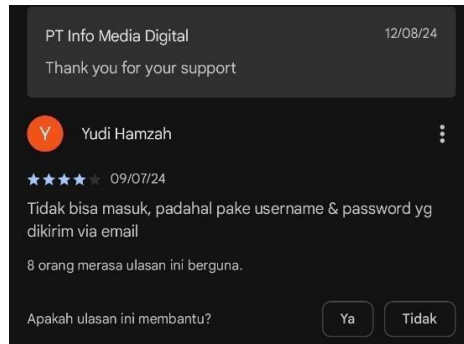 PT Info Media Digital 12/08/24
Thank you for your support
Y Yudi Hamzah
09/07/24
Tidak bisa masuk, padahal pake username & password yg
dikirim via email
8 orang merasa ulasan ini berguna.
Apakah ulasan ini membantu? Ya Tidak